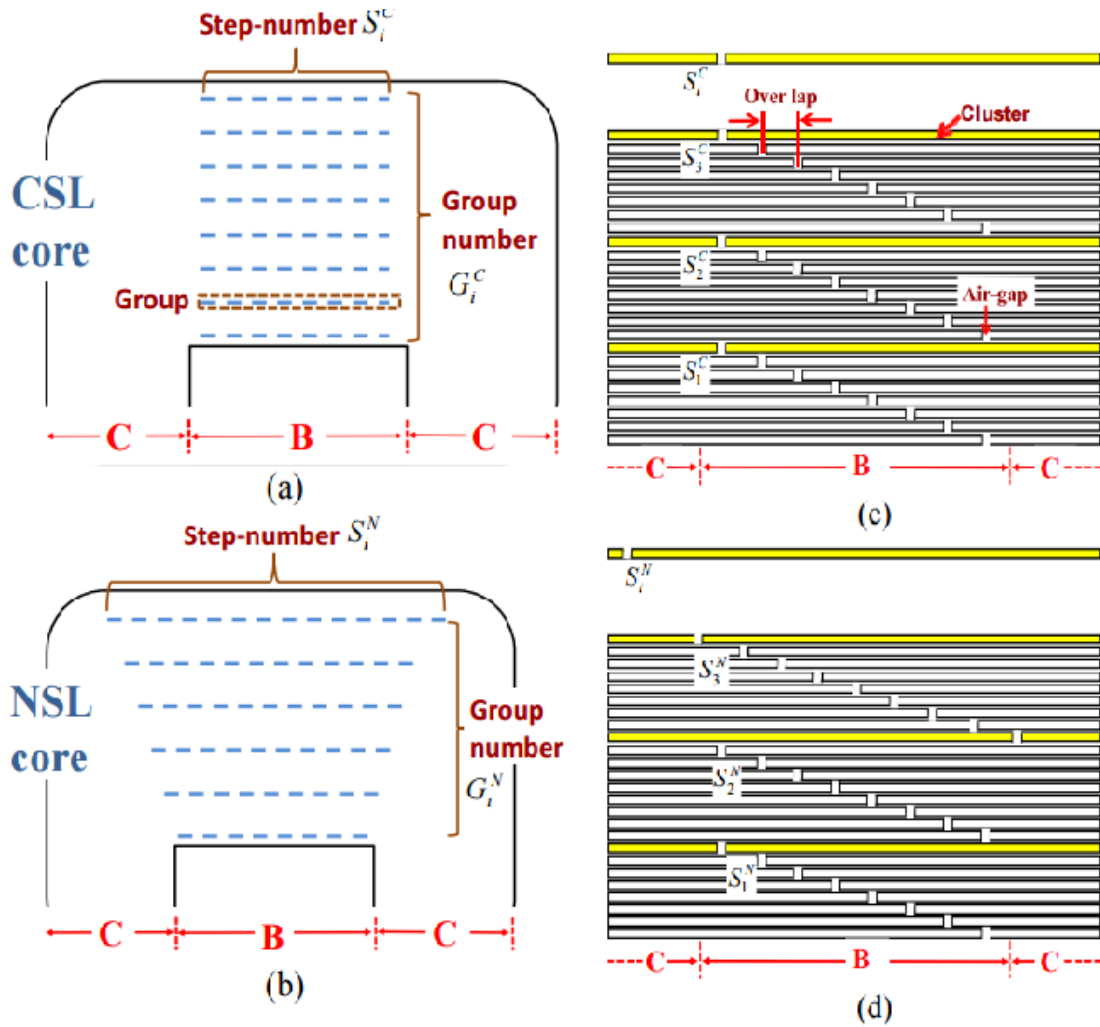 Step-number S_i^C
CSL
core
Group
number
G_i^C
Group
C B C
(a)
Step-number S_i^N
NSL
core
Group
number
G_i^N
C B C
(b)
S_i^C
Over lap
Cluster
S_3^C
S_2^C
Air-gap
S_1^C
C B C
(c)
S_i^N
S_3^N
S_2^N
S_1^N
C B C
(d)